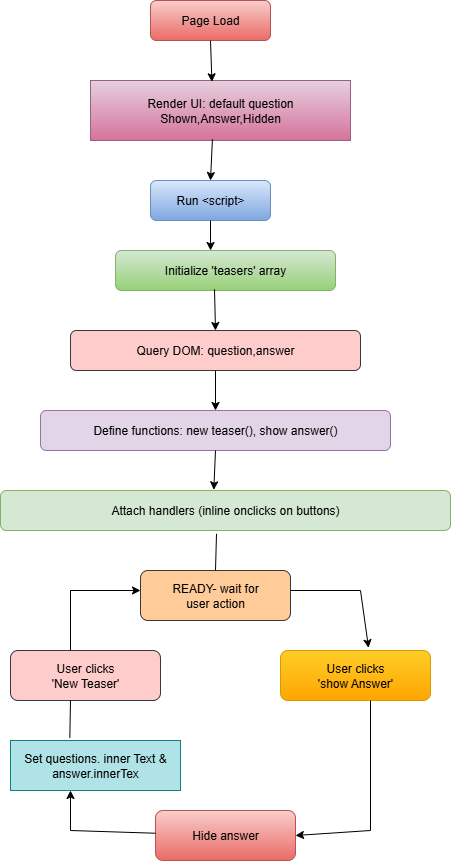 Page Load
Render UI: default question
Shown,Answer,Hidden
Run <script>
Initialize 'teasers' array
Query DOM: question,answer
Define functions: new teaser(), show answer()
Attach handlers (inline onclicks on buttons)
READY- wait for
user action
User clicks
'New Teaser'
User clicks
'show Answer'
Set questions. inner Text &
answer.innerTex
Hide answer